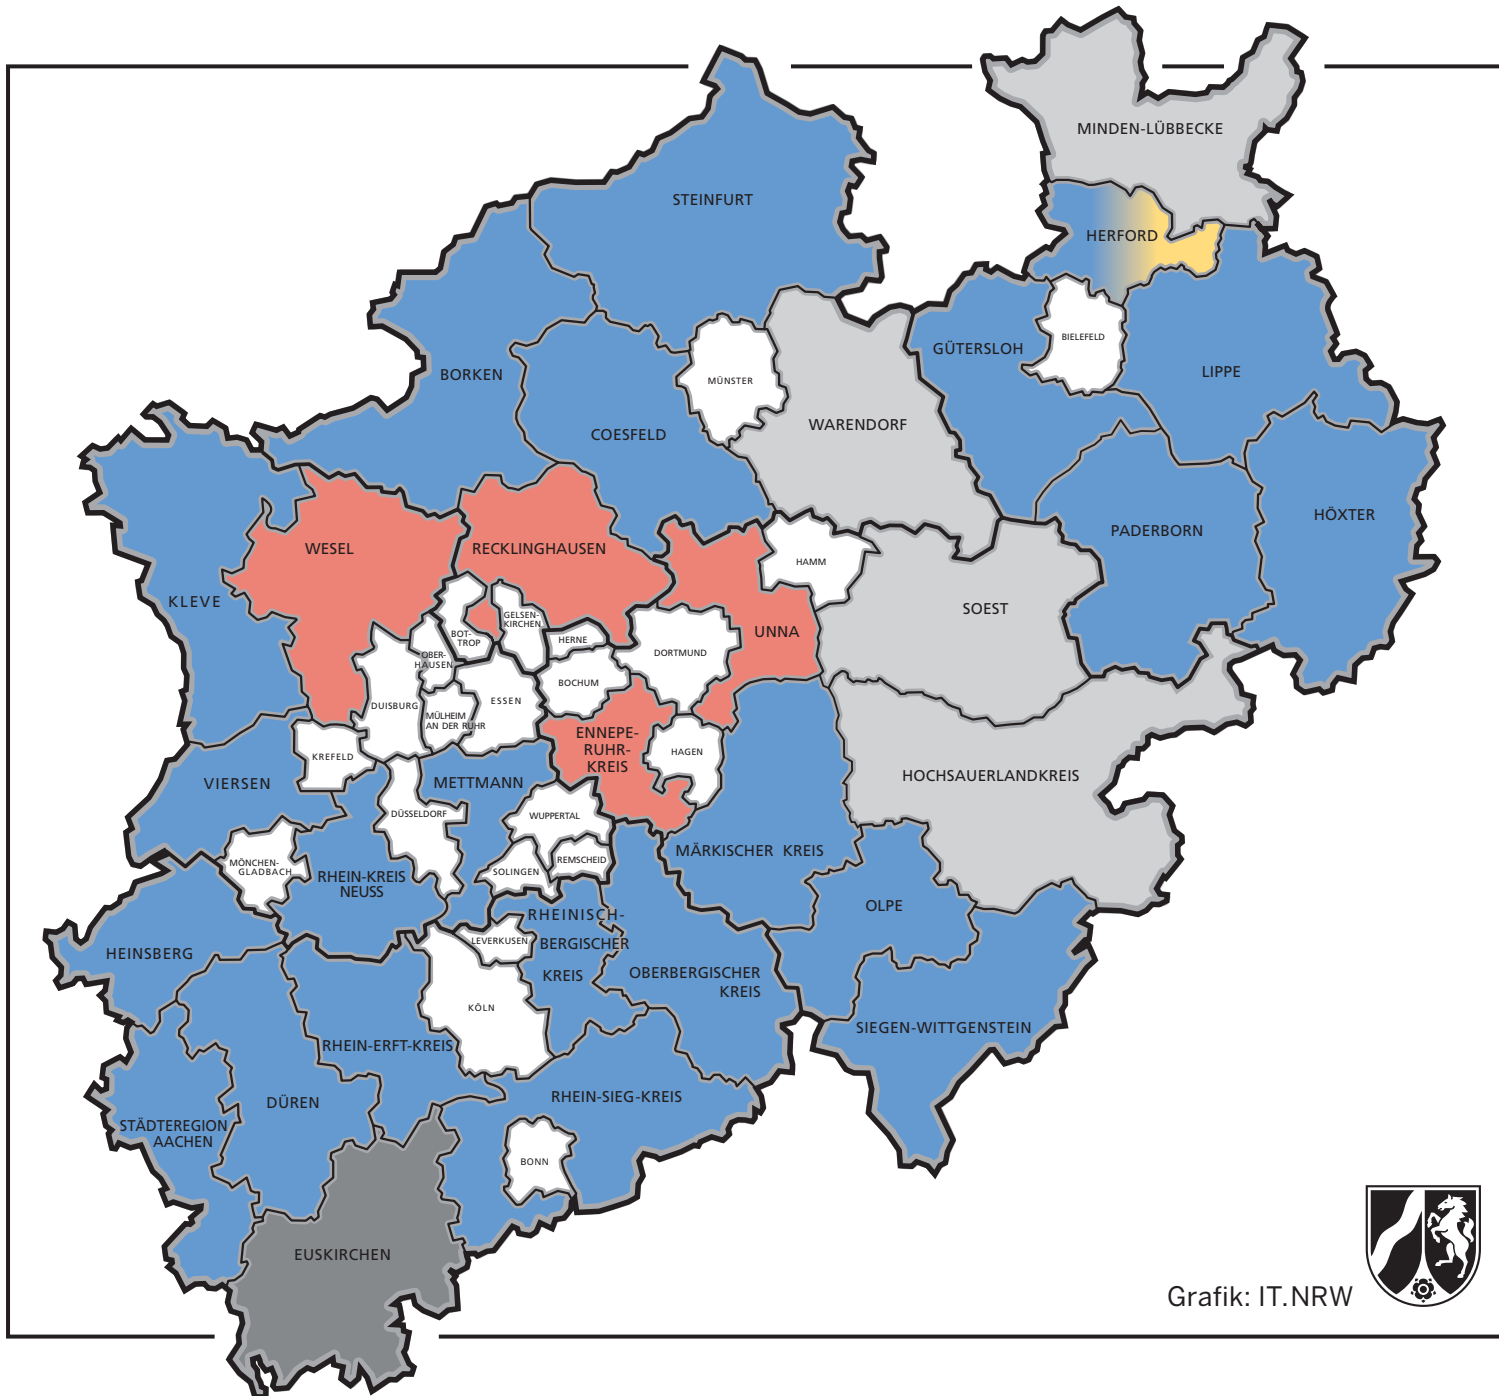 MINDEN-LÜBBECKE
STEINFURT
HERFORD
BIELEFELD
GÜTERSLOH
LIPPE
BORKEN
MÜNSTER
COESFELD
WARENDORF
HÖXTER
PADERBORN
WESEL
RECKLINGHAUSEN
HAMM
KLEVE
SOEST
GELSEN-
KIRCHEN
BOT-
TROP
HERNE
UNNA
OBER-
HAUSEN
DORTMUND
BOCHUM
DUISBURG
ESSEN
MÜLHEIM
AN DER RUHR
ENNEPE-
RUHR-
KREIS
HAGEN
KREFELD
HOCHSAUERLANDKREIS
VIERSEN
METTMANN
DÜSSELDORF
WUPPERTAL
MÄRKISCHER KREIS
MÖNCHEN-
GLADBACH
REMSCHEID
SOLINGEN
RHEIN-KREIS
NEUSS
OLPE
RHEINISCH-
BERGISCHER
KREIS
LEVERKUSEN
HEINSBERG
OBERBERGISCHER
KREIS
KÖLN
SIEGEN-WITTGENSTEIN
RHEIN-ERFT-KREIS
RHEIN-SIEG-KREIS
DÜREN
STÄDTEREGION
AACHEN
BONN
EUSKIRCHEN
Grafik: IT.NRW